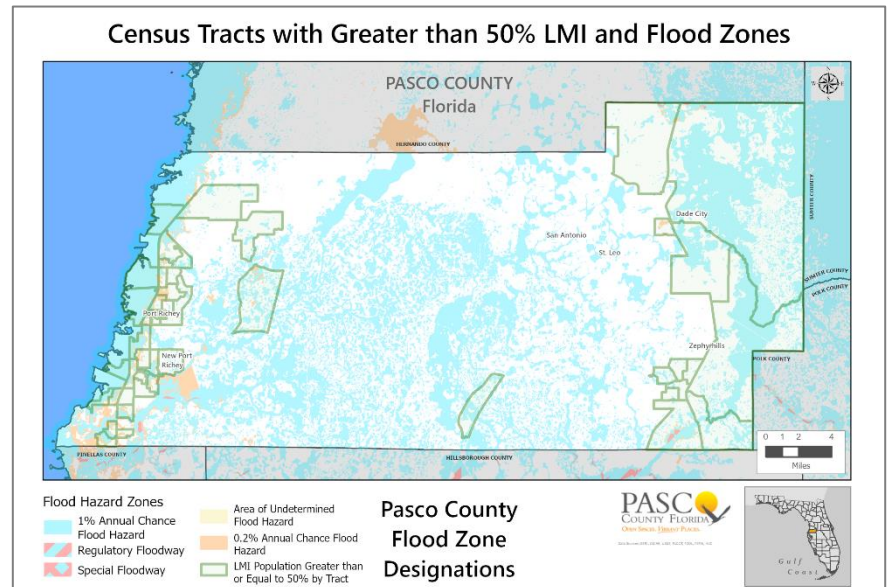 Census Tracts with Greater than 50% LMI and Flood Zones
PASCO COUNTY
Florida
HERNANDO COUNTY
SUMTER COUNTY
Dade City
San Antonio
St. Leo
SUMTER COUNTY
POLK COUNTY
Port Richey
New Port
Richey
Zephyrhills
POLK COUNTY
PINELLAS COUNTY
HILLSBOROUGH COUNTY
0 1 2 4
Miles
Flood Hazard Zones
1% Annual Chance
Flood Hazard
Regulatory Floodway
Special Floodway
Area of Undetermined
Flood Hazard
0.2% Annual Chance Flood
Hazard
LMI Population Greater than
or Equal to 50% by Tract
Pasco County
Flood Zone
Designations
PASCO
COUNTY FLORIDA
OPEN SPACES. VIBRANT PLACES.
Gulf
Coast